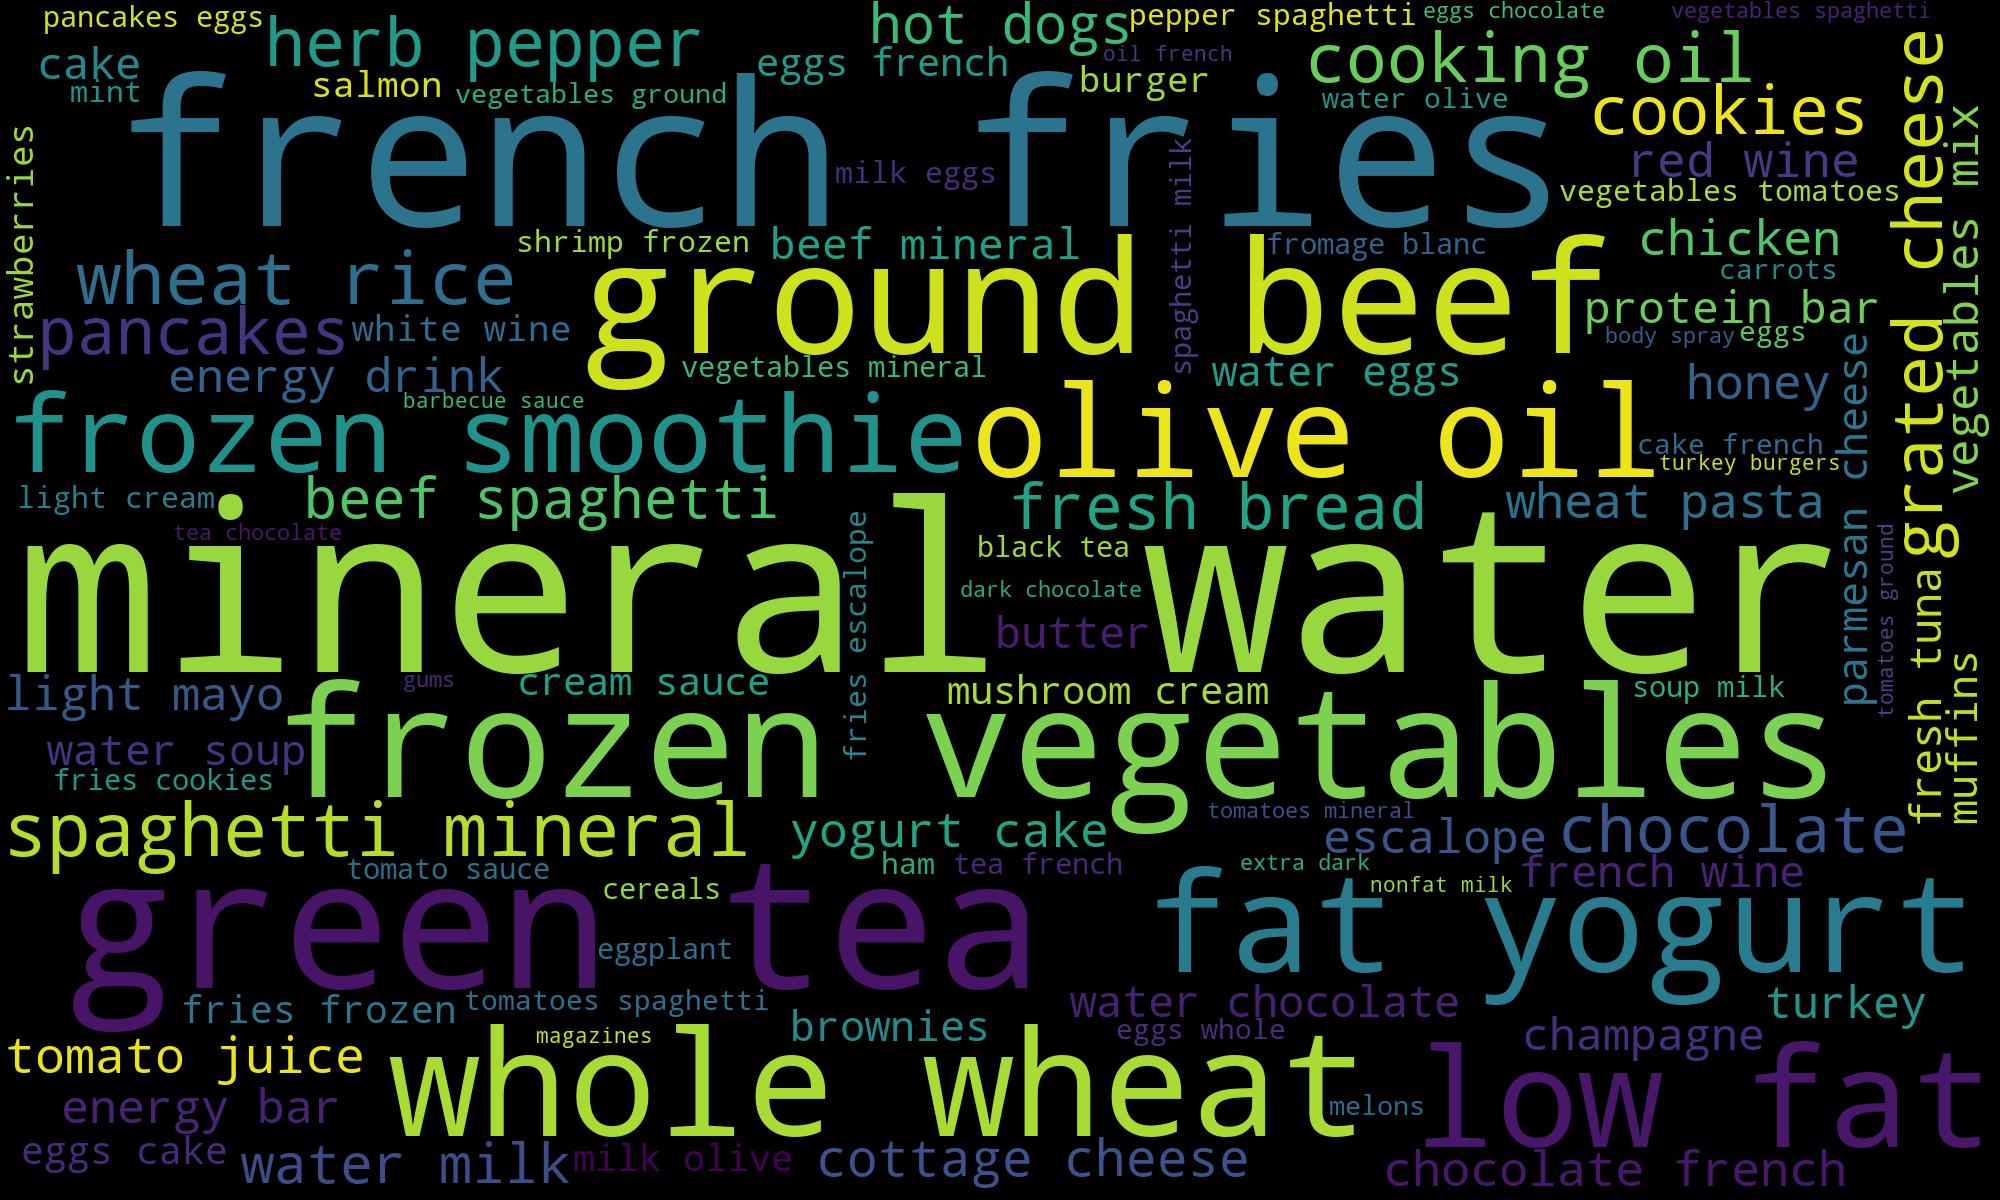 pancakes eggs
herb pepper
hot dogs
pepper spaghetti
eggs chocolate
vegetables spaghetti
cake
mint
salmon
vegetables ground
eggs french
oil french
burger
cooking oil
water olive
cookies
grated cheese
vegetables mix
strawberries
french fries
milk eggs
spaghetti milk
red wine
vegetables tomatoes
shrimp frozen
beef mineral
fromage blanc
chicken
carrots
wheat rice
ground beef
protein bar
pancakes
white wine
body spray
eggs
energy drink
vegetables mineral
water eggs
honey
parmesan cheese
barbecue sauce
frozen smoothie
olive oil
cake french
turkey burgers
light cream
beef spaghetti
fresh bread
wheat pasta
tea chocolate
fries escalope
black tea
tomatoes ground
mineral water
dark chocolate
butter
fresh tuna
muffins
light mayo
gums
cream sauce
mushroom cream
soup milk
water soup
frozen vegetables
fries cookies
spaghetti mineral
yogurt cake
tomatoes mineral
escalope
chocolate
tomato sauce
ham
tea french
extra dark
nonfat milk
french wine
cereals
green tea
fat yogurt
eggplant
fries frozen
tomatoes spaghetti
water chocolate
turkey
tomato juice
magazines
brownies
eggs whole
champagne
whole wheat
low fat
energy bar
melons
eggs cake
water milk
milk olive
cottage cheese
chocolate french